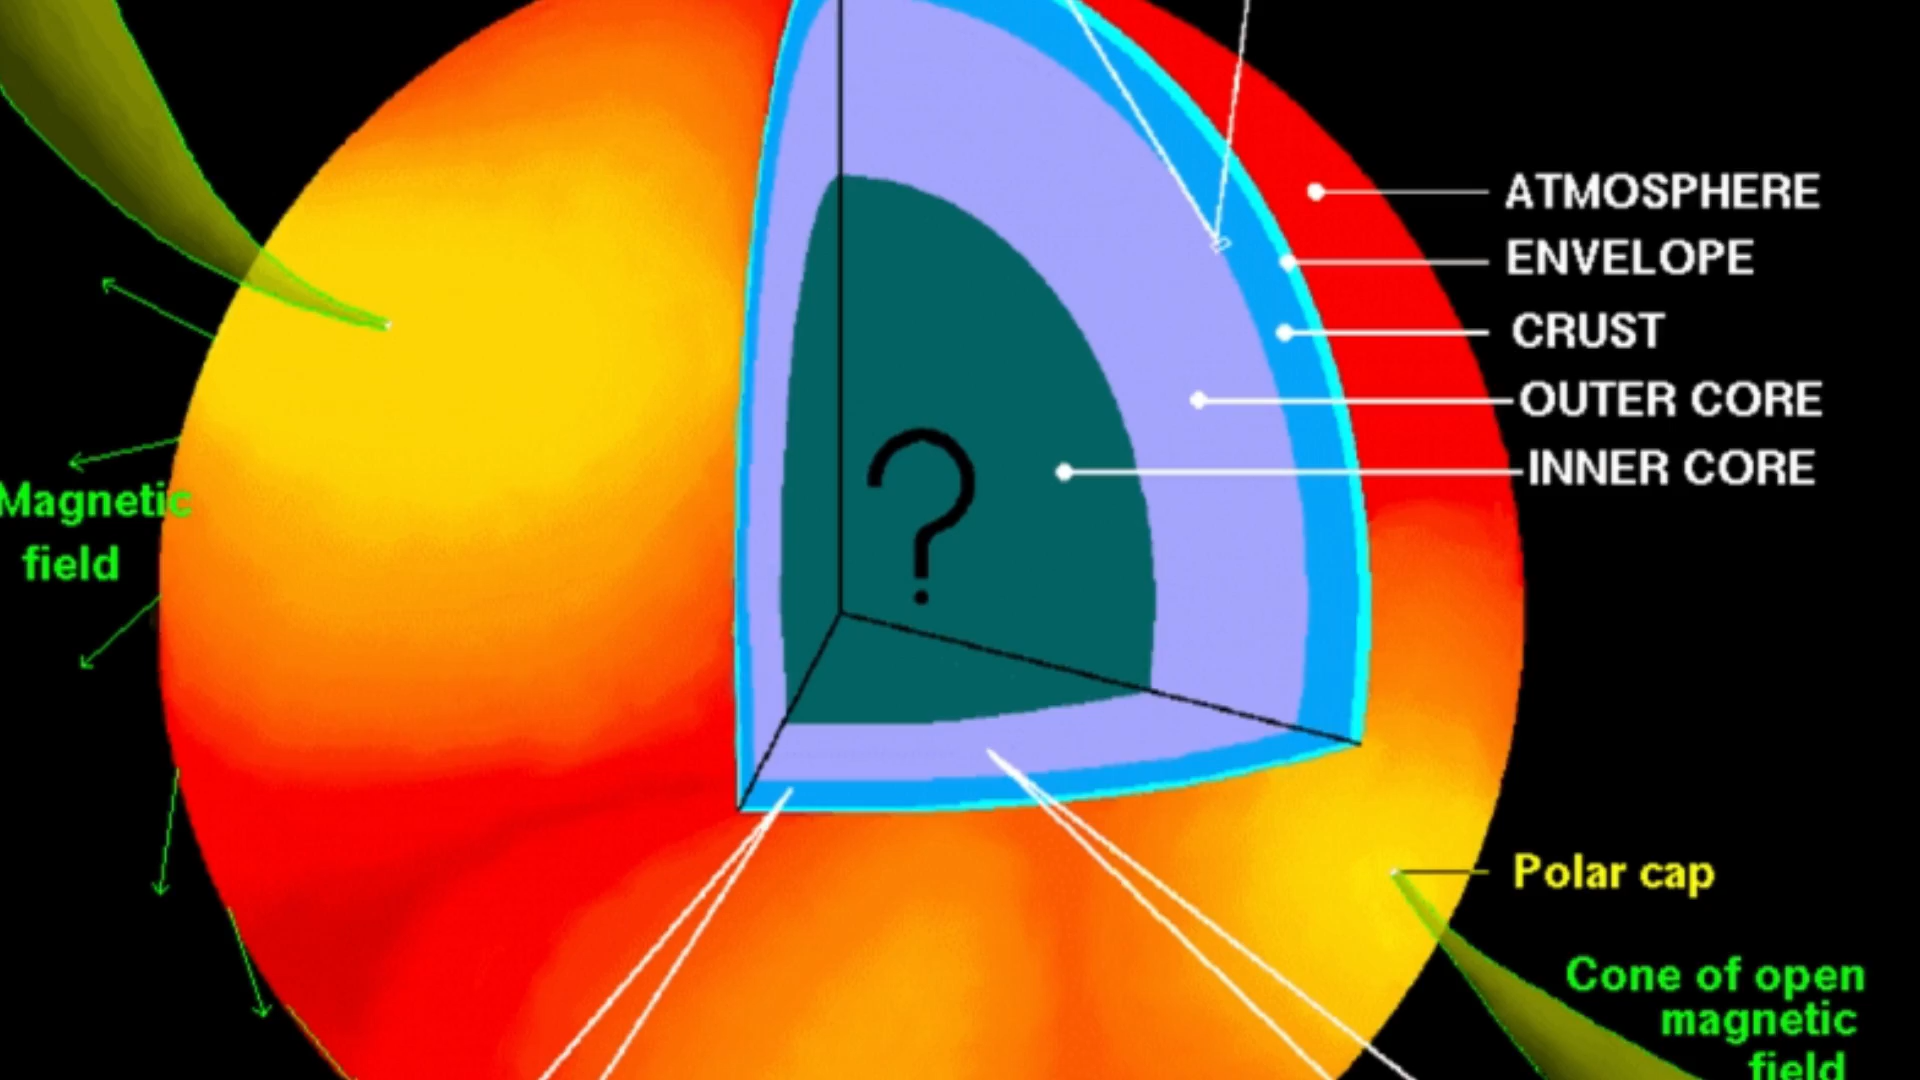 ATMOSPHERE
ENVELOPE
CRUST
OUTER CORE
INNER CORE
?
Magnetic
field
Polar cap
Cone of open
magnetic
field